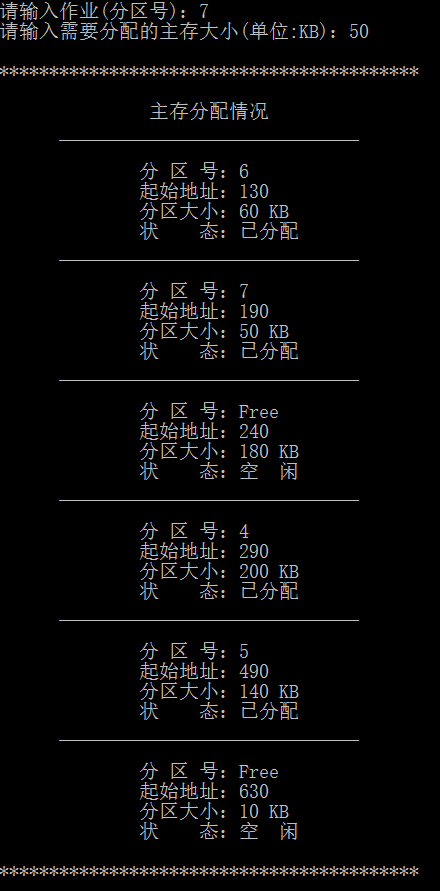 请输入作业(分区号)：7
请输入需要分配的主存大小(单位:KB)：50
******************************************
主存分配情况
分 区 号：6
起始地址：130
分区大小：60 KB
状　　态：已分配
分 区 号：7
起始地址：190
分区大小：50 KB
状　　态：已分配
分 区 号：Free
起始地址：240
分区大小：180 KB
状　　态：空　闲
分 区 号：4
起始地址：290
分区大小：200 KB
状　　态：已分配
分 区 号：5
起始地址：490
分区大小：140 KB
状　　态：已分配
分 区 号：Free
起始地址：630
分区大小：10 KB
状　　态：空　闲
******************************************